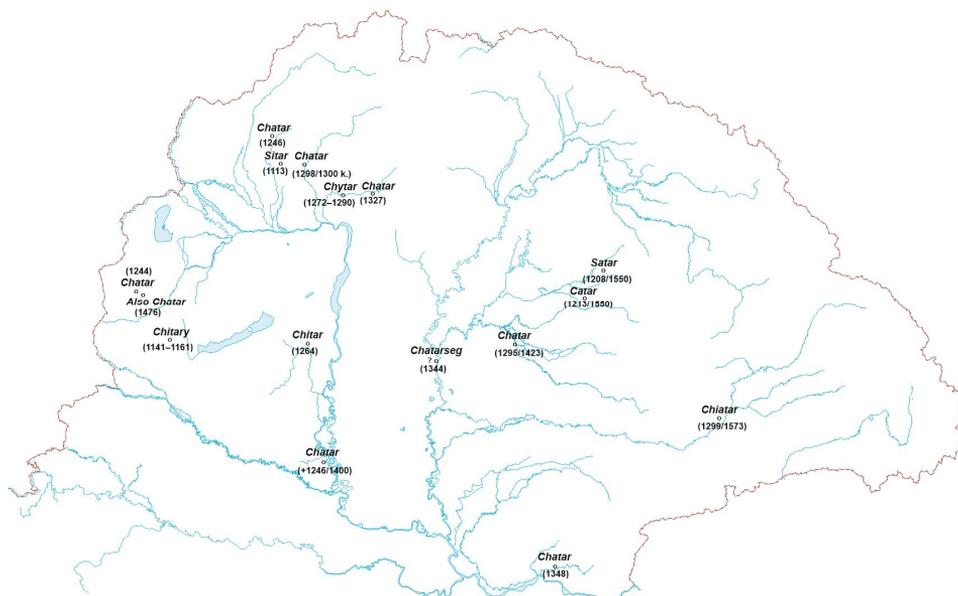 Chatar
(1246)
Sitar
(1113)
Chatar
(1298/1300 k.)
Chytar
(1272–1290)
Chatar
(1327)
(1244)
Chatar
Alsó Chatar
(1476)
Chitary
(1141–1161)
Chitar
(1264)
Satar
(1208/1550)
Catar
(1213/1550)
Chatar
(1295/1423)
Chatarseg
?
(1344)
Chiatar
(1299/1573)
Chatar
(+1246/1400)
Chatar
(1348)